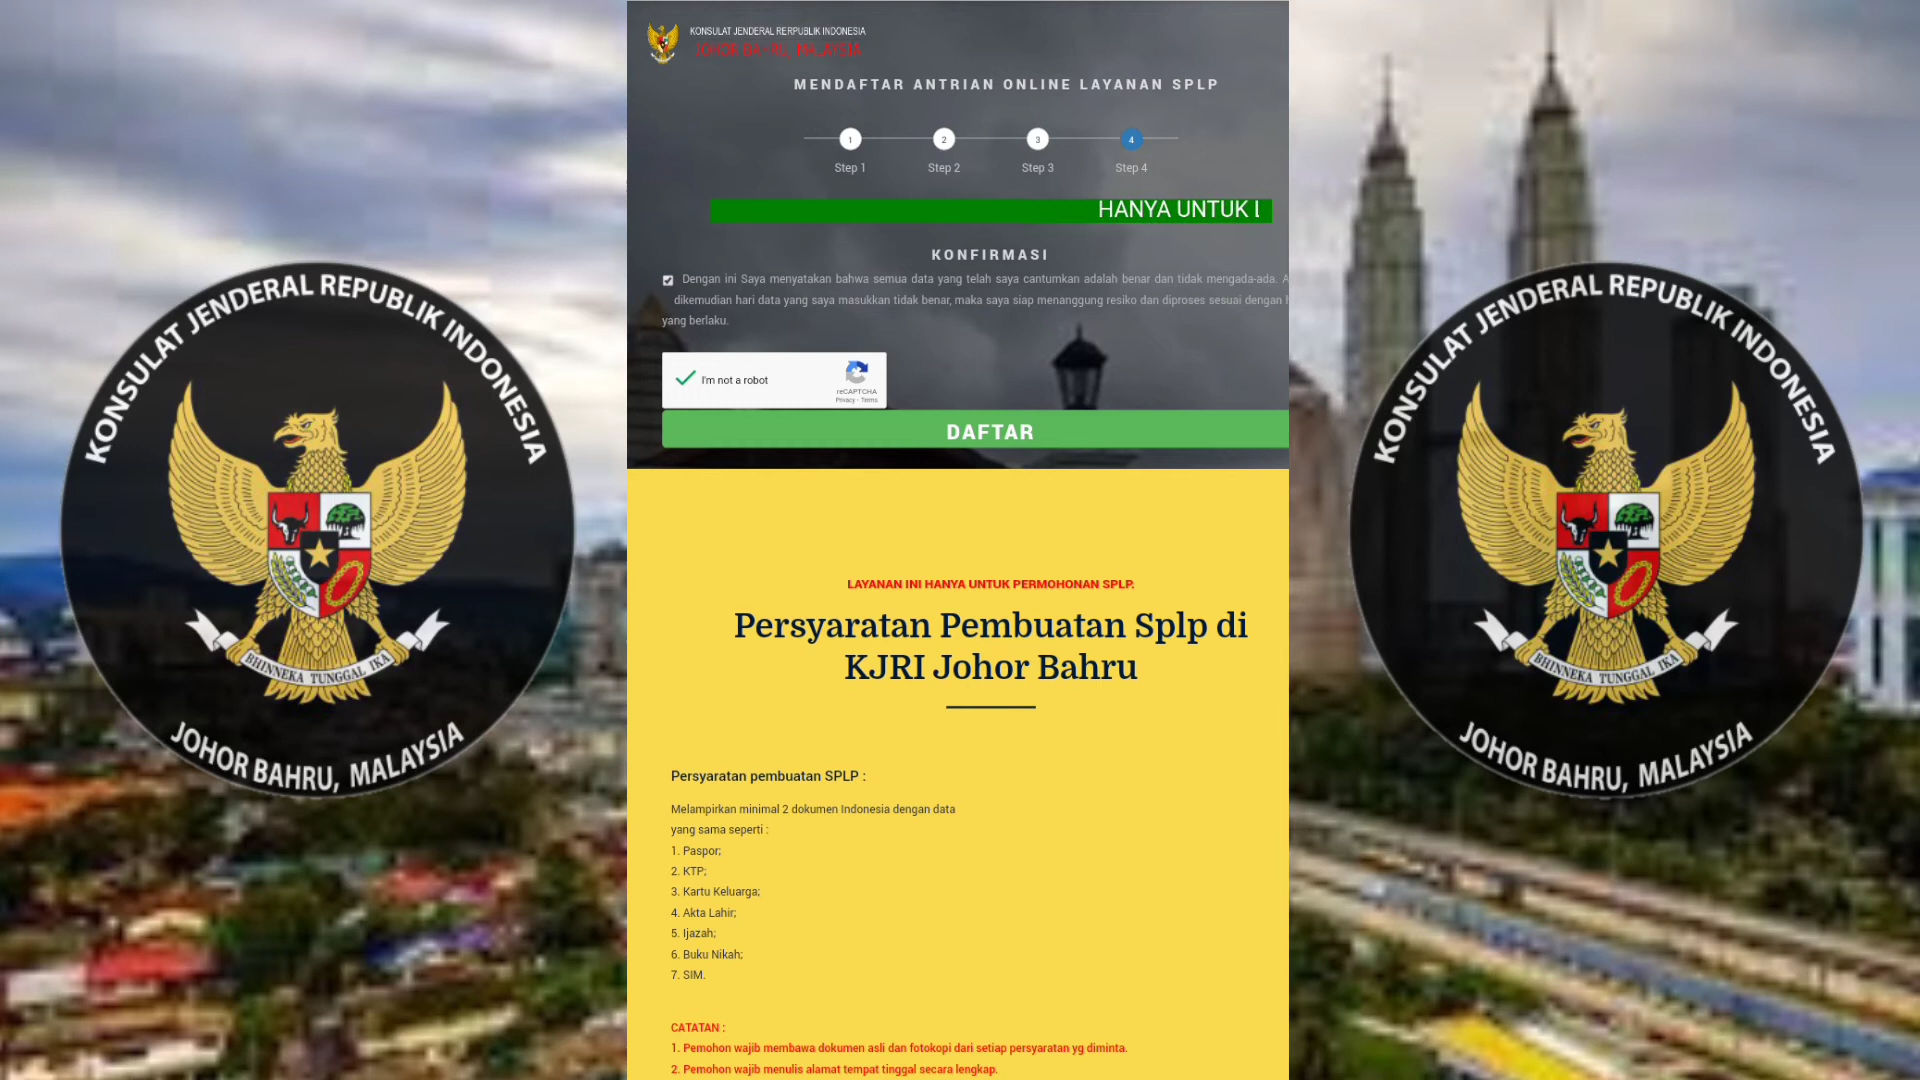 KONSULAT JENDERAL RERPUBLIK INDONESIA
JOHOR BAHRU, MALAYSIA
MENDAFTAR ANTRIAN ONLINE LAYANAN SPLP
1 2 3 4
Step 1 Step 2 Step 3 Step 4
HANYA UNTUK
KONFIRMASI
Dengan ini Saya menyatakan bahwa semua data yang telah saya cantumkan adalah benar dan tidak mengada-ada.
dikemudian hari data yang saya masukkan tidak benar, maka saya siap menanggung resiko dan diproses sesuai dengan
yang berlaku.
I'm not a robot
reCAPTCHA
Privacy - Terms
DAFTAR
LAYANAN INI HANYA UNTUK PERMOHONAN SPLP.
Persyaratan Pembuatan Splp di
KJRI Johor Bahru
Persyaratan pembuatan SPLP :
Melampirkan minimal 2 dokumen Indonesia dengan data
yang sama seperti :
1. Paspor;
2. KTP;
3. Kartu Keluarga;
4. Akta Lahir;
5. Ijazah;
6. Buku Nikah;
7. SIM.
CATATAN :
1. Pemohon wajib membawa dokumen asli dan fotokopi dari setiap persyaratan yg diminta.
2. Pemohon wajib menulis alamat tempat tinggal secara lengkap.
KONSULAT JENDERAL REPUBLIK INDONESIA
BHINNEKA TUNGGAL IKA
JOHOR BAHRU, MALAYSIA
KONSULAT JENDERAL REPUBLIK INDONESIA
BHINNEKA TUNGGAL IKA
JOHOR BAHRU, MALAYSIA